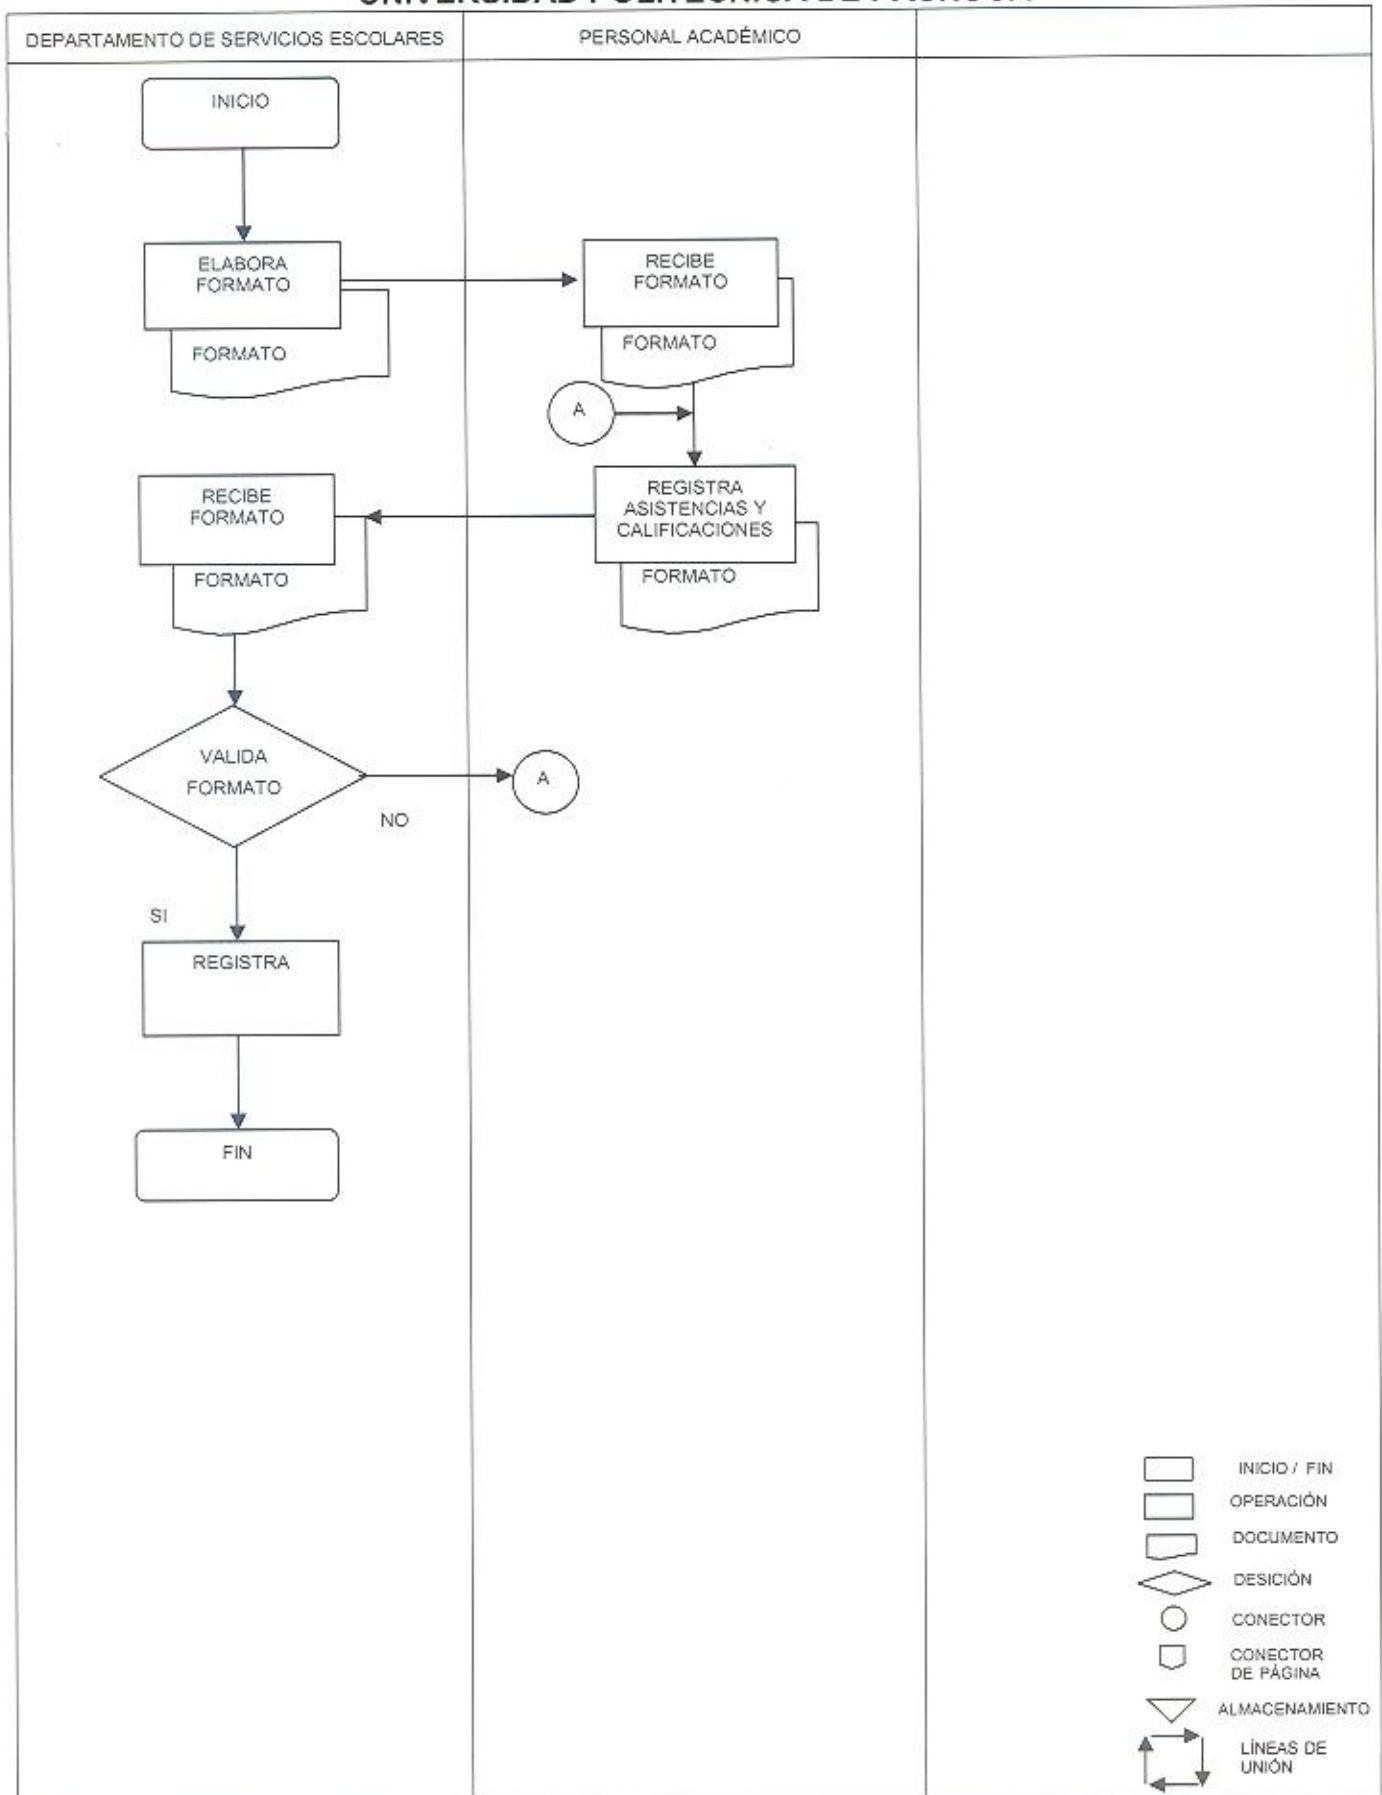 DEPARTAMENTO DE SERVICIOS ESCOLARES
PERSONAL ACADÉMICO
INICIO
ELABORA
FORMATO
FORMATO
RECIBE
FORMATO
FORMATO
A
REGISTRA
ASISTENCIAS Y
CALIFICACIONES
FORMATO
RECIBE
FORMATO
FORMATO
VALIDA
FORMATO
NO
A
SI
REGISTRA
FIN
INICIO / FIN
OPERACIÓN
DOCUMENTO
DESICIÓN
CONECTOR
CONECTOR
DE PÁGINA
ALMACENAMIENTO
LÍNEAS DE
UNIÓN